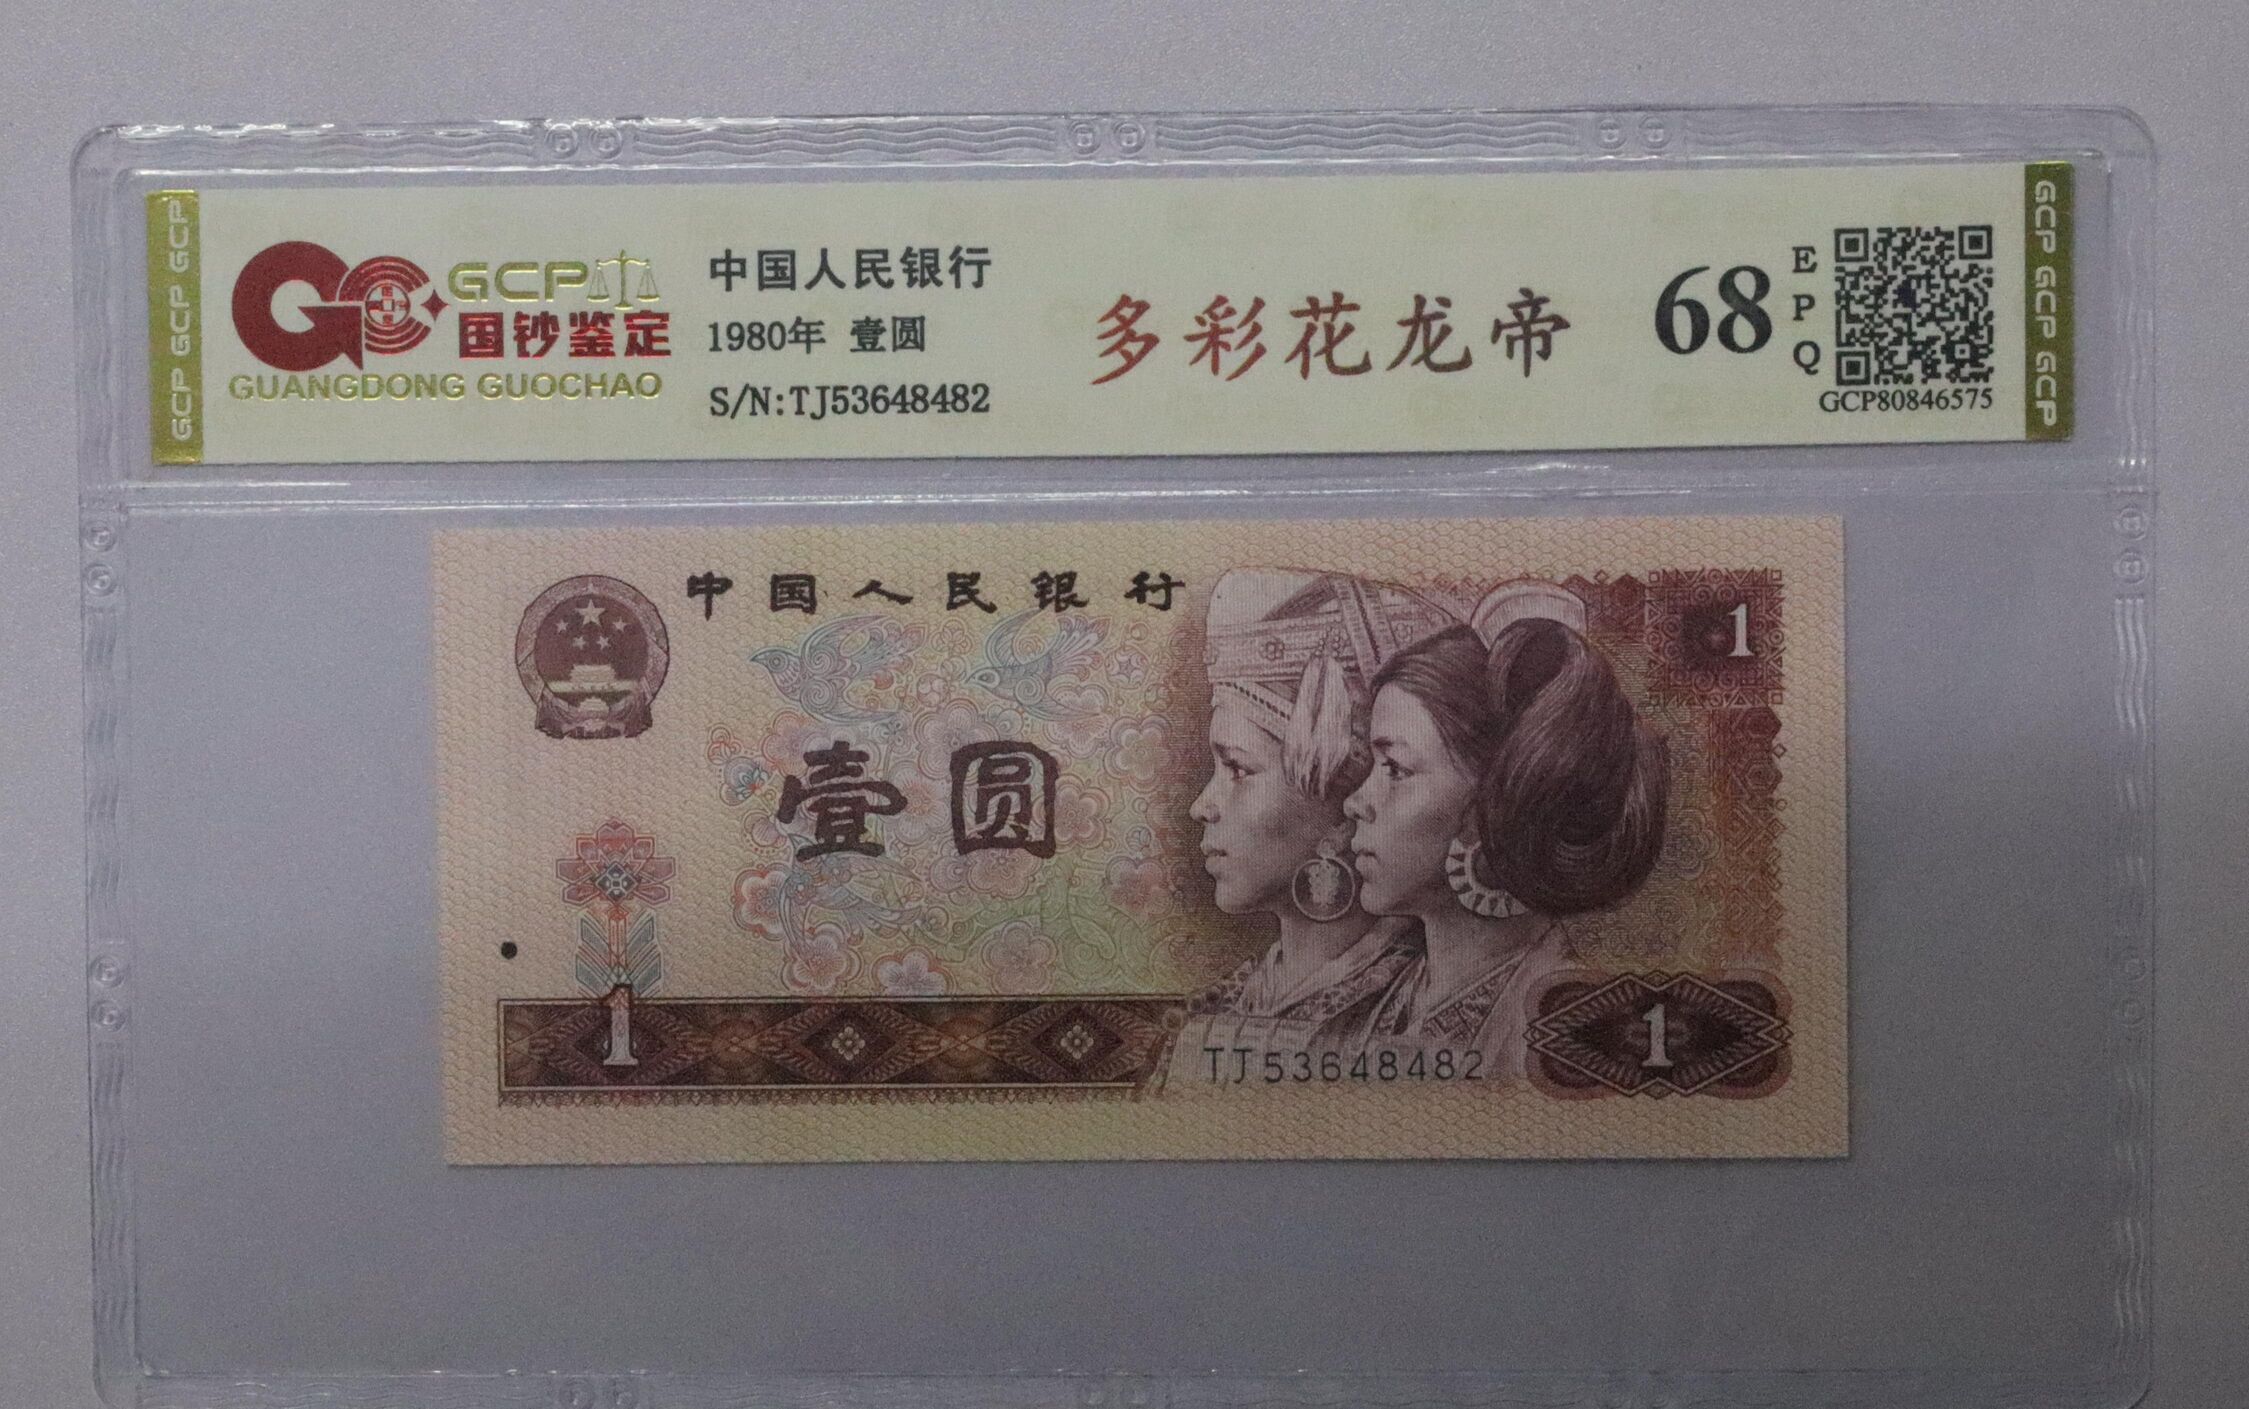 GCP GCP GCP
GCP
国钞鉴定
GUANGDONG GUOCHAO
中国人民银行
1980年 壹圆
S/N:TJ53648482
多彩花龙帝
68
E
P
Q
GCP80846575
GCP GCP GCP
中国人民银行
1
壹圆
1
TJ53648482
1